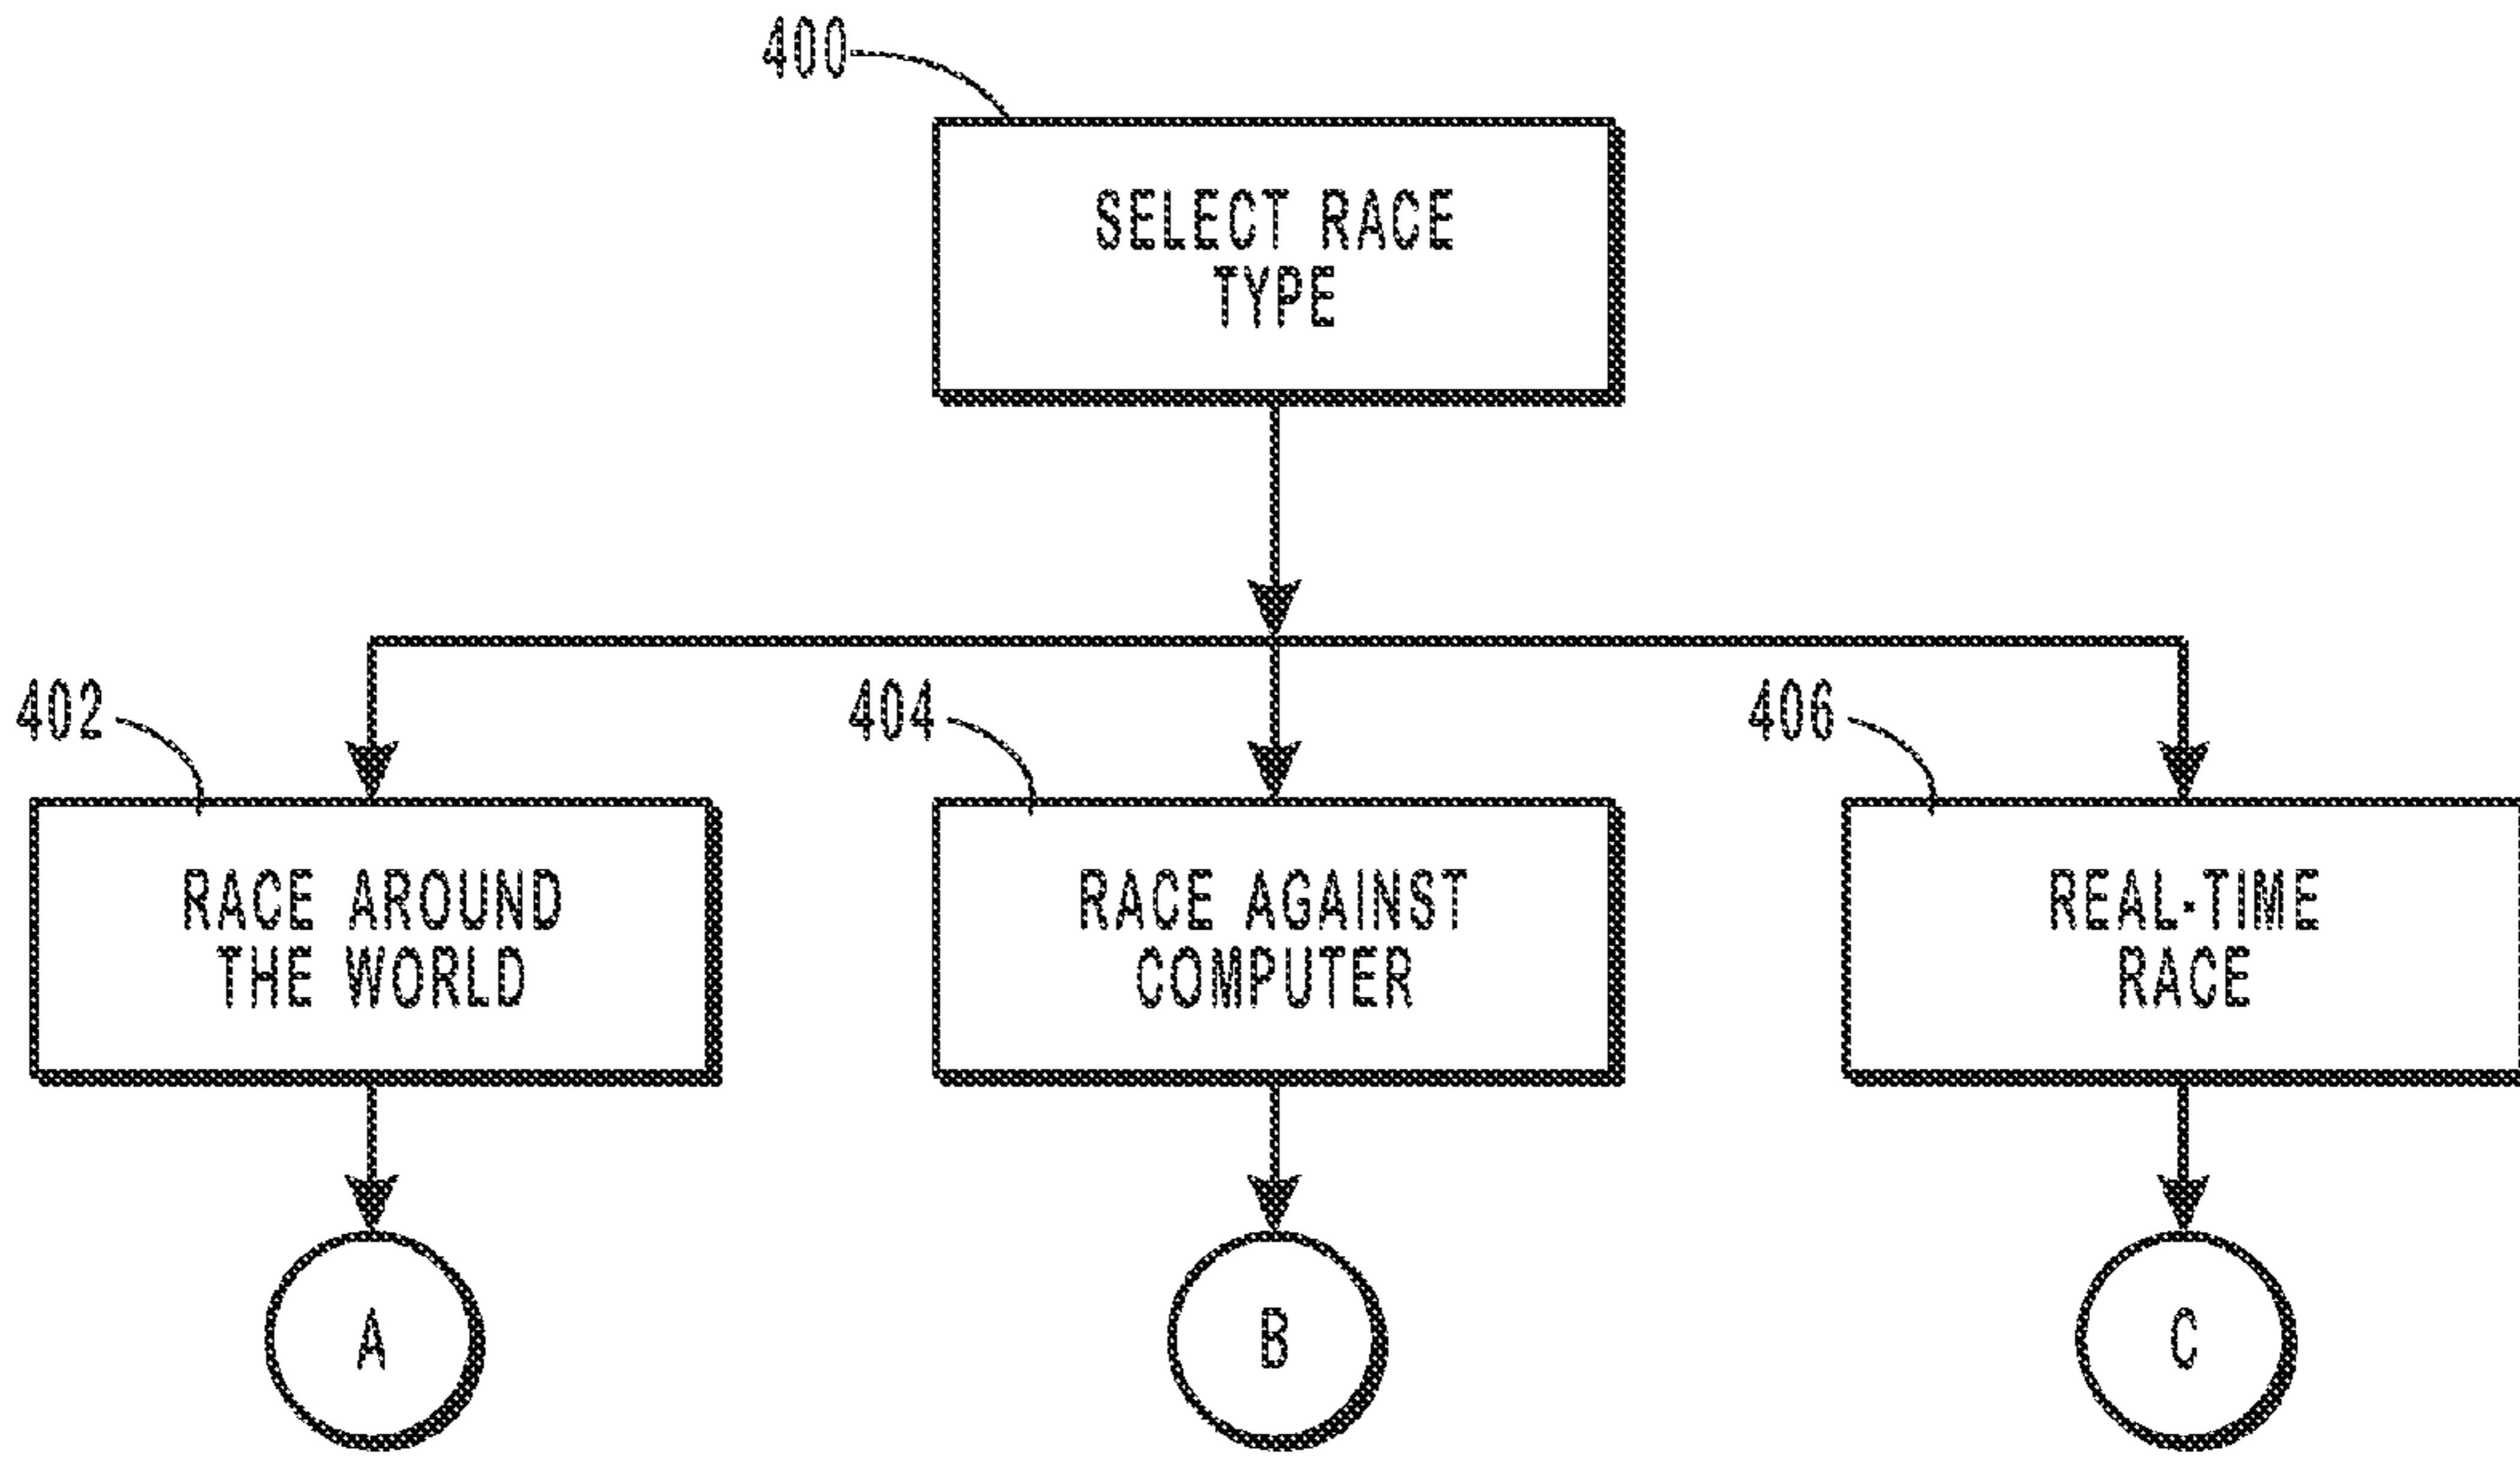 400
SELECT RACE
TYPE
402
404
406
RACE AROUND
THE WORLD
RACE AGAINST
COMPUTER
REAL-TIME
RACE
A
B
C